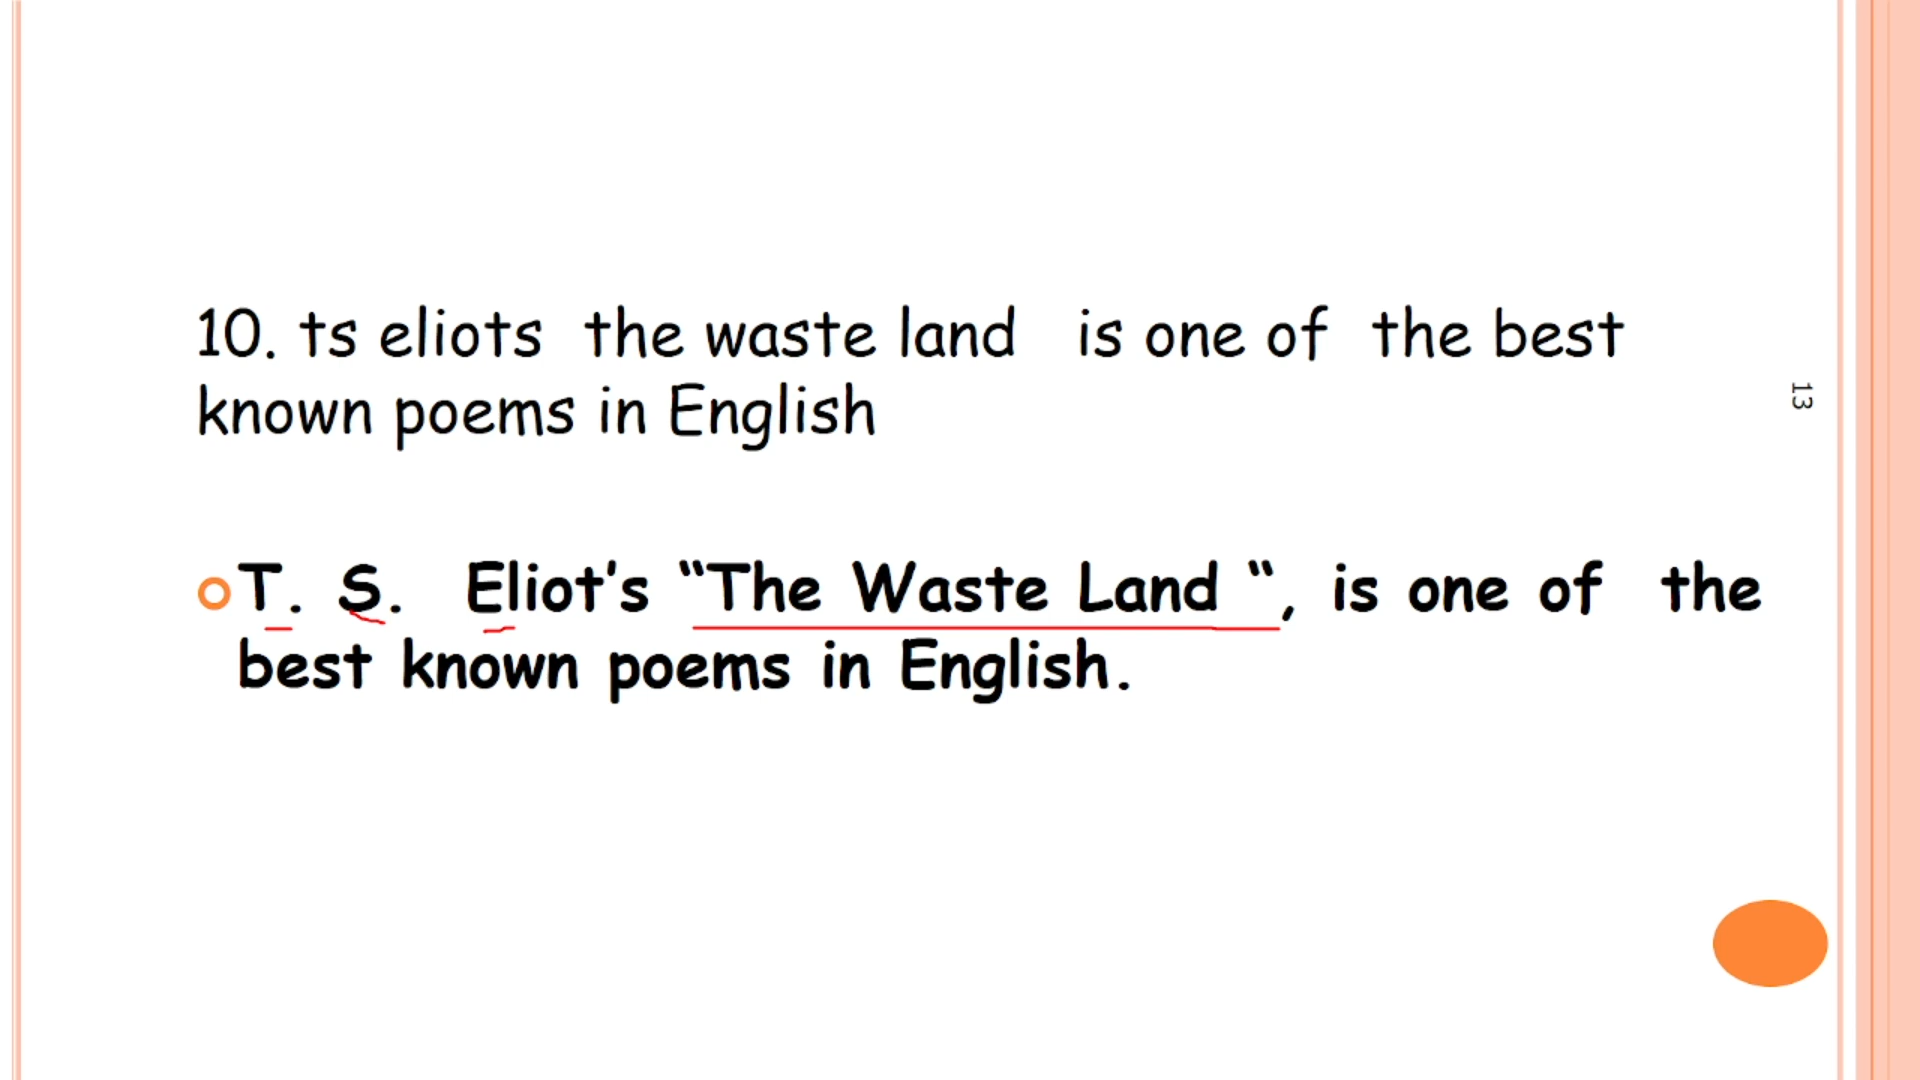 10. ts eliots the waste land is one of the best
known poems in English
13
T. S. Eliot's “The Waste Land “, is one of the
best known poems in English.